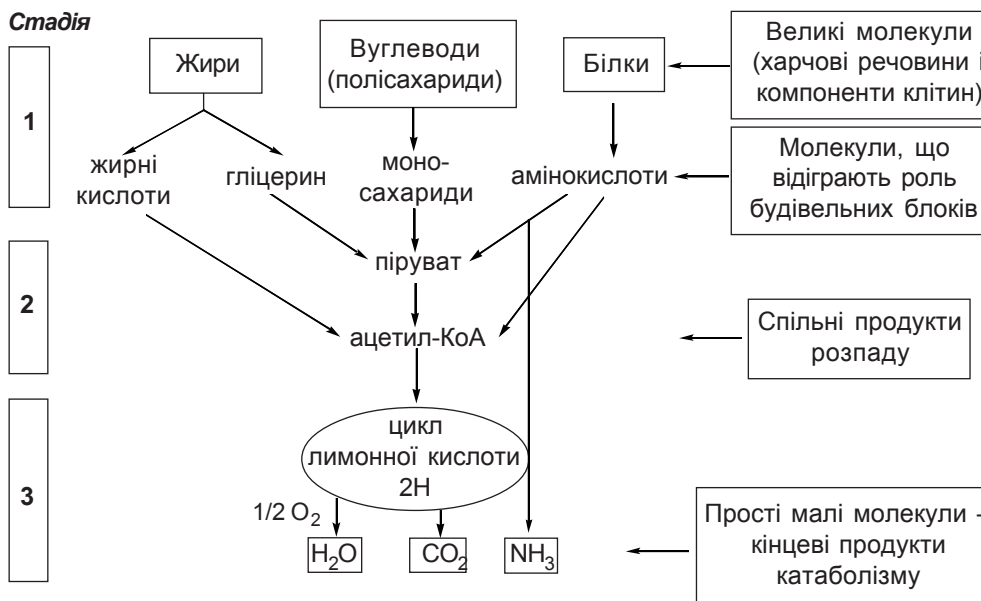 Стадія
1
Жири
Вуглеводи
(полісахариди)
Білки
Великі молекули
(харчові речовини і
компоненти клітин)
жирні
кислоти
гліцерин
моно-
сахариди
амінокислоти
Молекули, що
відіграють роль
будівельних блоків
2
піруват
ацетил-КоА
Спільні продукти
розпаду
3
цикл
лимонної кислоти
2H
1/2 O₂
H₂O
CO₂
NH₃
Прості малі молекули -
кінцеві продукти
катаболізму